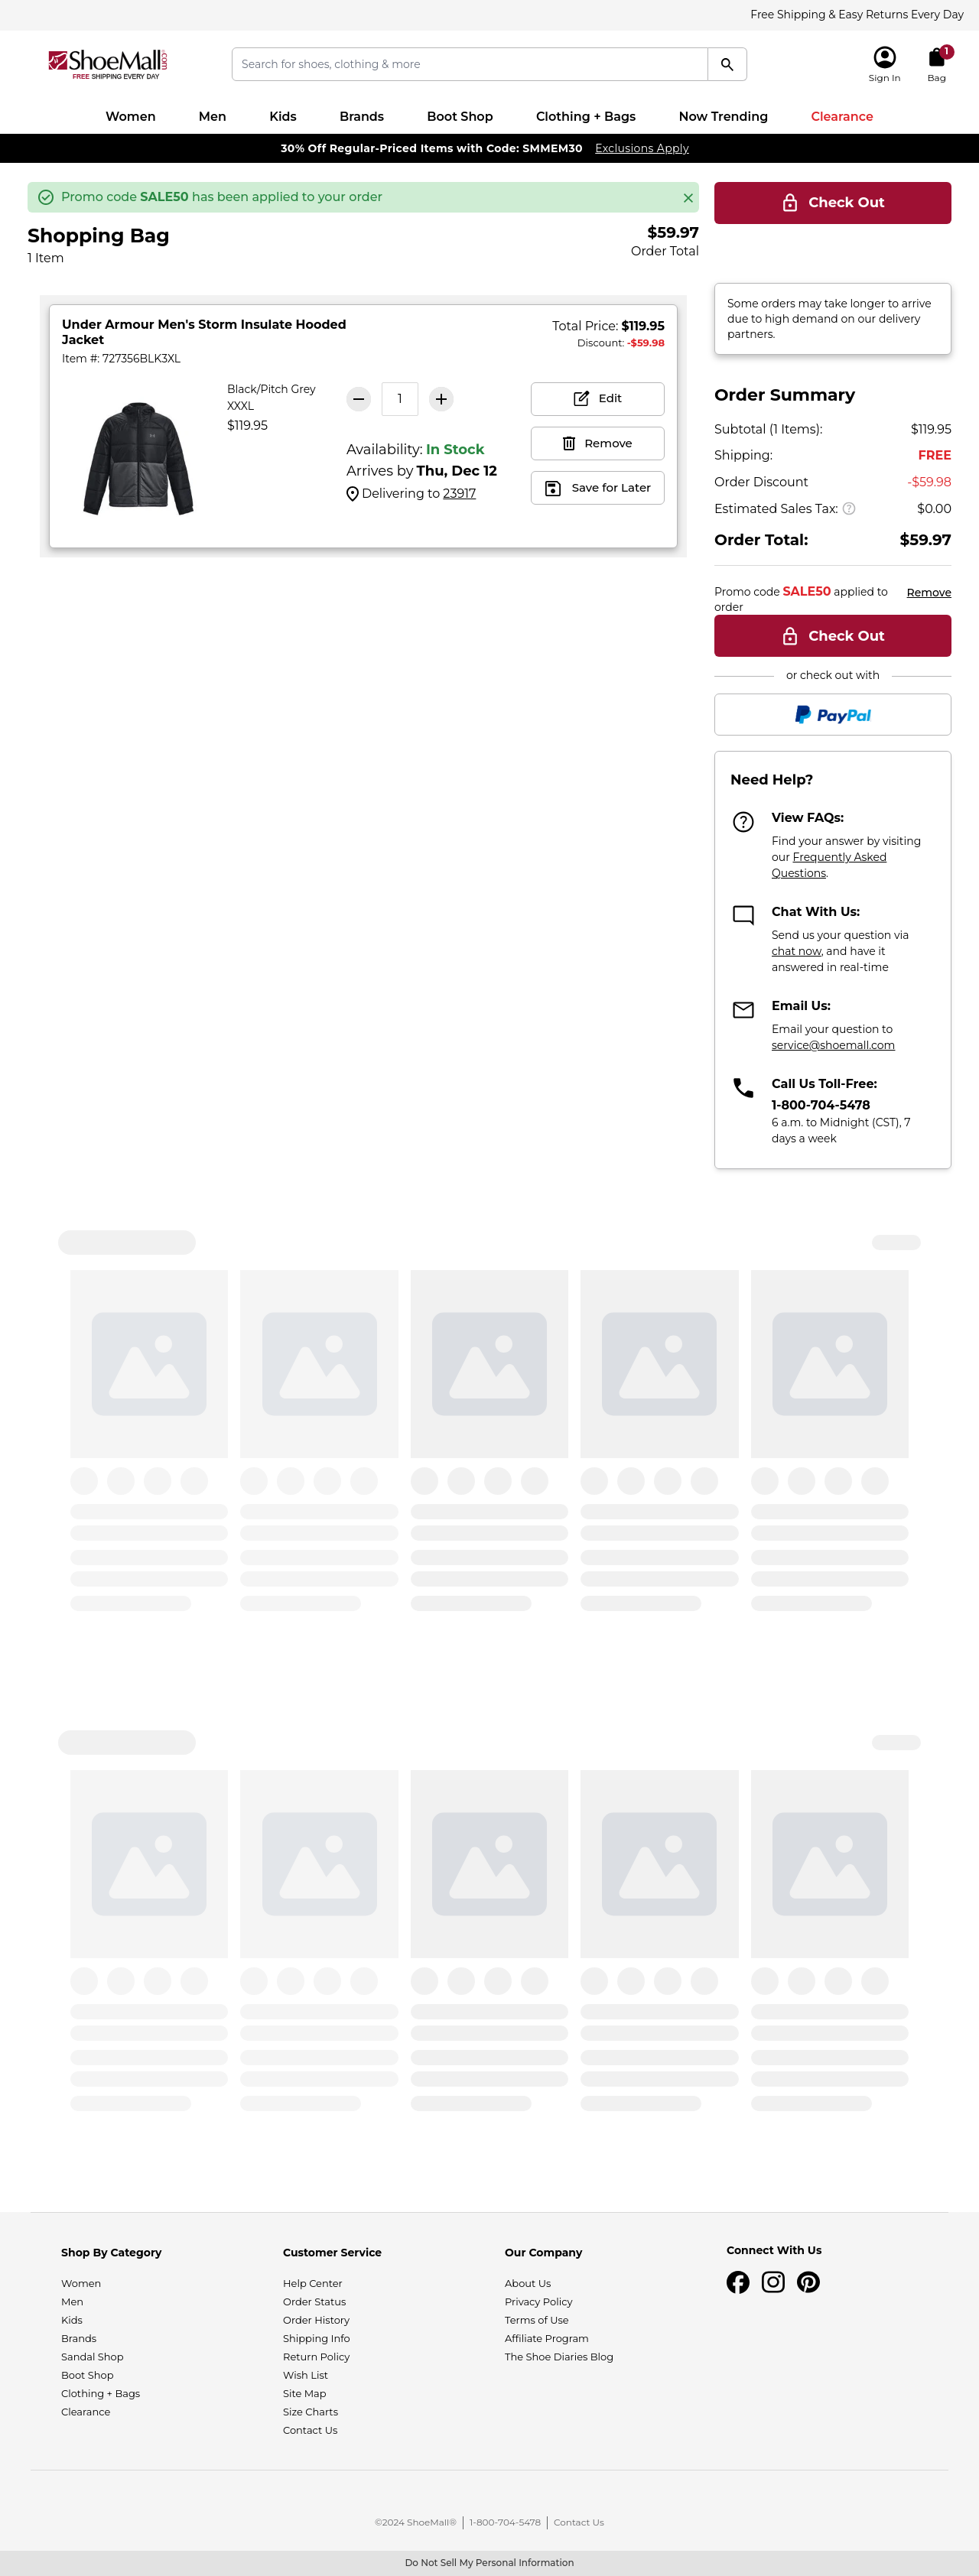 Free Shipping & Easy Returns Every Day
ShoeMall.com
FREE SHIPPING EVERY DAY
Search for shoes, clothing & more
Sign In
1
Bag
Women Men Kids Brands Boot Shop Clothing + Bags Now Trending Clearance
30% Off Regular-Priced Items with Code: SMMEM30 Exclusions Apply
Promo code SALE50 has been applied to your order
Shopping Bag
1 Item
$59.97
Order Total
Under Armour Men's Storm Insulate Hooded
Jacket
Item #: 727356BLK3XL
Total Price: $119.95
Discount: -$59.98
Black/Pitch Grey
XXXL
$119.95
1
Availability: In Stock
Arrives by Thu, Dec 12
Delivering to 23917
Edit
Remove
Save for Later
Check Out
Some orders may take longer to arrive
due to high demand on our delivery
partners.
Order Summary
Subtotal (1 Items): $119.95
Shipping: FREE
Order Discount -$59.98
Estimated Sales Tax: ? $0.00
Order Total: $59.97
Promo code SALE50 applied to
order
Remove
Check Out
or check out with
PayPal
Need Help?
View FAQs:
Find your answer by visiting
our Frequently Asked
Questions.
Chat With Us:
Send us your question via
chat now, and have it
answered in real-time
Email Us:
Email your question to
service@shoemall.com
Call Us Toll-Free:
1-800-704-5478
6 a.m. to Midnight (CST), 7
days a week
Shop By Category
Women
Men
Kids
Brands
Sandal Shop
Boot Shop
Clothing + Bags
Clearance
Customer Service
Help Center
Order Status
Order History
Shipping Info
Return Policy
Wish List
Site Map
Size Charts
Contact Us
Our Company
About Us
Privacy Policy
Terms of Use
Affiliate Program
The Shoe Diaries Blog
Connect With Us
©2024 ShoeMall® 1-800-704-5478 Contact Us
Do Not Sell My Personal Information